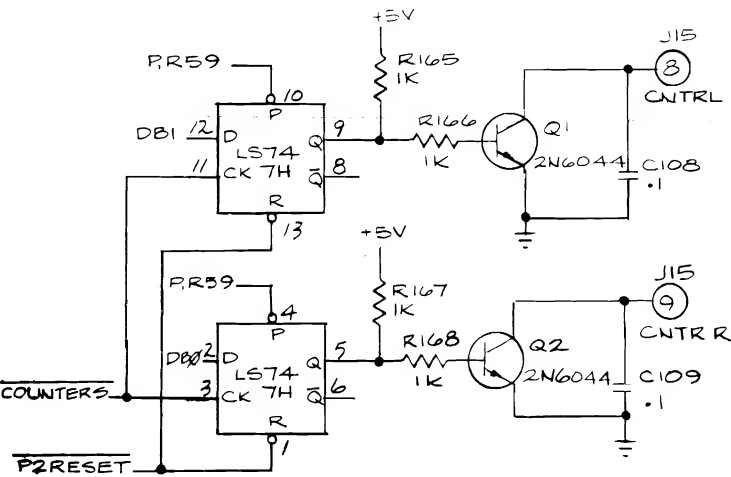 +5V
P,R59
R165
1K
J15
8
CNTRL
10
P
DB1
12
D
Q
9
R166
1K
Q1
2N6044
C108
.1
LS74
7H
11
CK
Q̅
8
R
13
+5V
P,R59
R167
1K
J15
9
CNTR R
4
P
DBØ
2
D
Q
5
R168
1K
Q2
2N6044
C109
.1
LS74
7H
COUNTERS
3
CK
Q̅
6
R
1
P2RESET